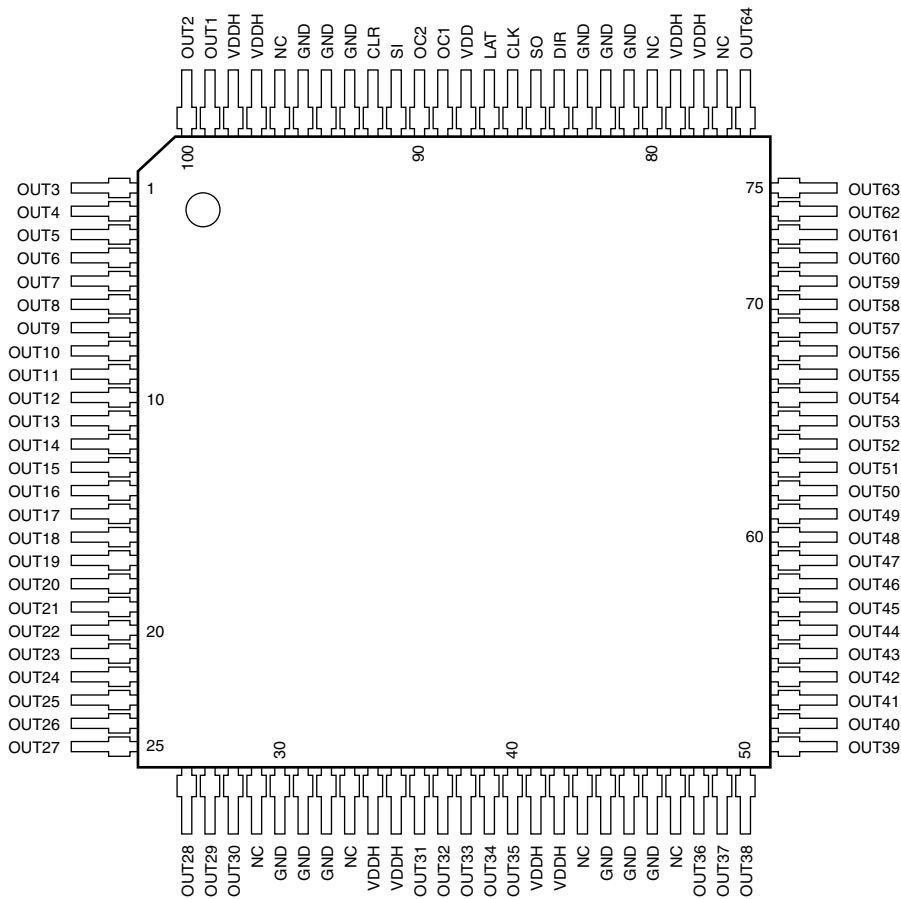 OUT2 OUT1 VDDH VDDH NC GND GND GND CLR SI OC2 OC1 VDD LAT CLK SO DIR GND GND GND NC VDDH VDDH NC OUT64
100 90 80
OUT3 1 75 OUT63
OUT4 OUT62
OUT5 OUT61
OUT6 OUT60
OUT7 OUT59
OUT8 70 OUT58
OUT9 OUT57
OUT10 OUT56
OUT11 OUT55
OUT12 10 OUT54
OUT13 OUT53
OUT14 OUT52
OUT15 OUT51
OUT16 OUT50
OUT17 OUT49
OUT18 60 OUT48
OUT19 OUT47
OUT20 OUT46
OUT21 OUT45
OUT22 20 OUT44
OUT23 OUT43
OUT24 OUT42
OUT25 OUT41
OUT26 OUT40
OUT27 25 30 40 50 OUT39
OUT28 OUT29 OUT30 NC GND GND GND NC VDDH VDDH OUT31 OUT32 OUT33 OUT34 OUT35 VDDH VDDH NC GND GND GND NC OUT36 OUT37 OUT38